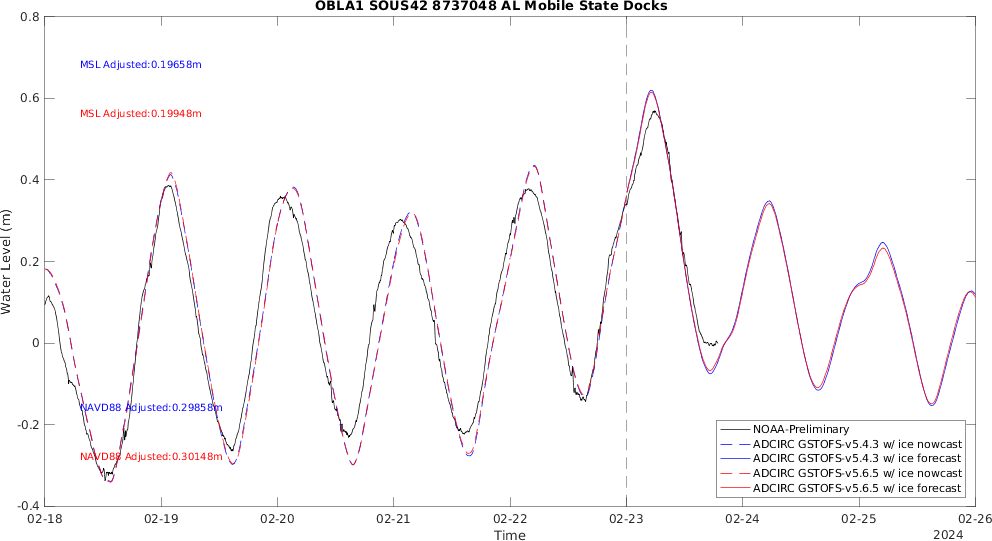 OBLA1 SOUS42 8737048 AL Mobile State Docks
0.8
0.6
0.4
0.2
0
-0.2
-0.4
Water Level (m)
MSL Adjusted:0.19658m
MSL Adjusted:0.19948m
NAVD88 Adjusted:0.29858m
NAVD88 Adjusted:0.30148m
NOAA-Preliminary
ADCIRC GSTOFS-v5.4.3 w/ ice nowcast
ADCIRC GSTOFS-v5.4.3 w/ ice forecast
ADCIRC GSTOFS-v5.6.5 w/ ice nowcast
ADCIRC GSTOFS-v5.6.5 w/ ice forecast
02-18 02-19 02-20 02-21 02-22 02-23 02-24 02-25 02-26
Time
2024